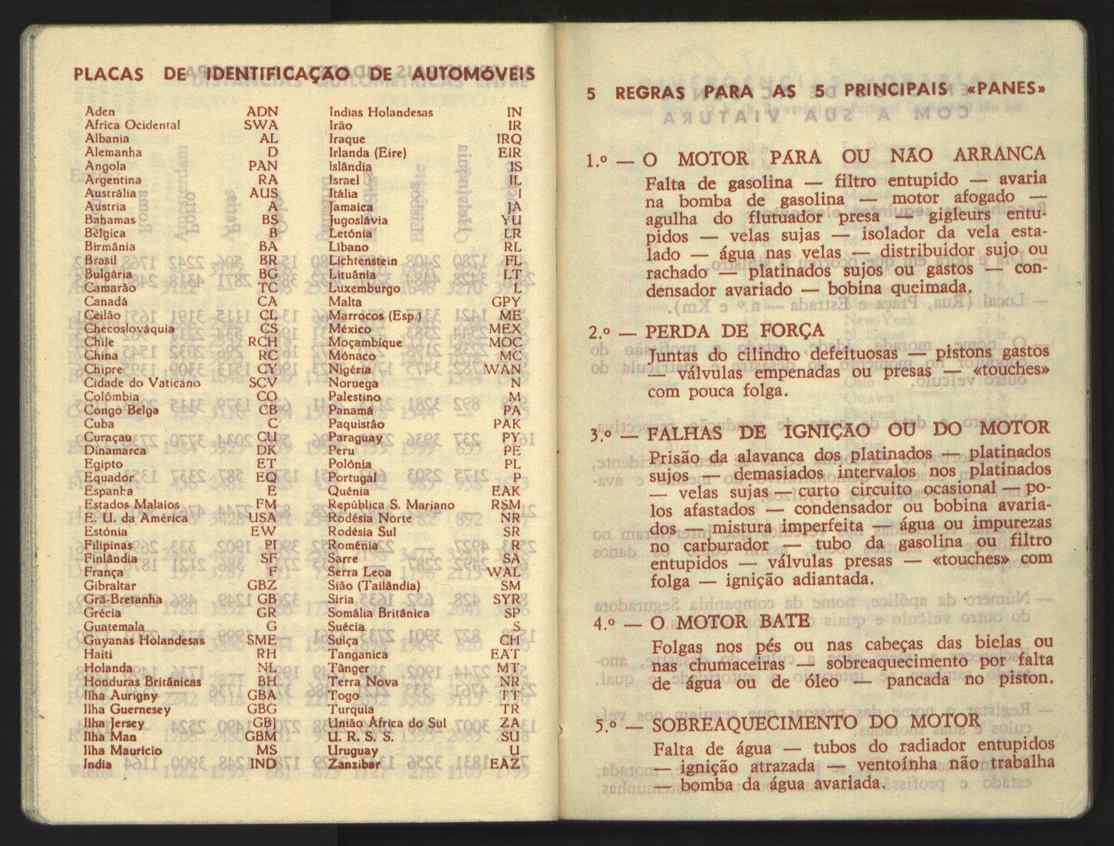 PLACAS DE IDENTIFICAÇÃO DE AUTOMÓVEIS
Aden ADN
Africa Ocidental SWA
Albania AL
Alemanha D
Angola PAN
Argentina RA
Austrália AUS
Austria A
Bahamas BS
Bélgica B
Birmânia BA
Brasil BR
Bulgária BG
Camarão TC
Canadá CA
Ceilão CL
Checoslováquia CS
Chile RCH
China RC
Chipre CY
Cidade do Vaticano SCV
Colômbia CO
Congo Belga CB
Cuba C
Curaçau CU
Dinamarca DK
Egipto ET
Equador EQ
Espanha E
Estados Malaios FM
E. U. da América USA
Estónia EW
Filipinas PI
Finlândia SF
França F
Gibraltar GBZ
Grã-Bretanha GB
Grécia GR
Guatemala G
Guyanás Holandesas SME
Haiti RH
Holanda NL
Honduras Britânicas BH
Ilha Aurigny GBA
Ilha Guernesey GBG
Ilha Jersey GBJ
Ilha Man GBM
Ilha Maurício MS
India IND
Indias Holandesas IN
Irão IR
Iraque IRQ
Irlanda (Eire) EIR
Islândia IS
Israel IL
Itália I
Jamaica JA
Jugoslávia YU
Letónia LR
Líbano RL
Lichtenstein FL
Lituânia LT
Luxemburgo L
Malta GPY
Marrocos (Esp.) ME
México MEX
Moçambique MOC
Mónaco MC
Nigéria WAN
Noruega N
Palestino M
Panamá PA
Paquistão PAK
Paraguay PY
Peru PE
Polónia PL
Portugal P
Quénia EAK
República S. Mariano RSM
Rodésia Norte NR
Rodésia Sul SR
Roménia R
Sarre SA
Serra Leoa WAL
Sião (Tailândia) SM
Síria SYR
Somália Britânica SP
Suécia S
Suíça CH
Tanganica EAT
Tânger MT
Terra Nova NR
Togo TT
Turquia TR
União África do Sul ZA
U. R. S. S. SU
Uruguay U
Zanzibar EAZ
5 REGRAS PARA AS 5 PRINCIPAIS «PANES»
1.º — O MOTOR PÁRA OU NÃO ARRANCA
Falta de gasolina — filtro entupido — avaria
na bomba de gasolina — motor afogado —
agulha do flutuador presa — gigleurs entu-
pidos — velas sujas — isolador da vela esta-
lado — água nas velas — distribuidor sujo ou
rachado — platinados sujos ou gastos — con-
densador avariado — bobina queimada.
2.º — PERDA DE FORÇA
Juntas do cilindro defeituosas — pistons gastos
— válvulas empenadas ou presas — «touches»
com pouca folga.
3.º — FALHAS DE IGNIÇÃO OU DO MOTOR
Prisão da alavanca dos platinados — platinados
sujos — demasiados intervalos nos platinados
— velas sujas — curto circuito ocasional — po-
los afastados — condensador ou bobina avaria-
dos — mistura imperfeita — água ou impurezas
no carburador — tubo da gasolina ou filtro
entupidos — válvulas presas — «touches» com
folga — ignição adiantada.
4.º — O MOTOR BATE
Folgas nos pés ou nas cabeças das bielas ou
nas chumaceiras — sobreaquecimento por falta
de água ou de óleo — pancada no piston.
5.º — SOBREAQUECIMENTO DO MOTOR
Falta de água — tubos do radiador entupidos
— ignição atrazada — ventoínha não trabalha
— bomba da água avariada.